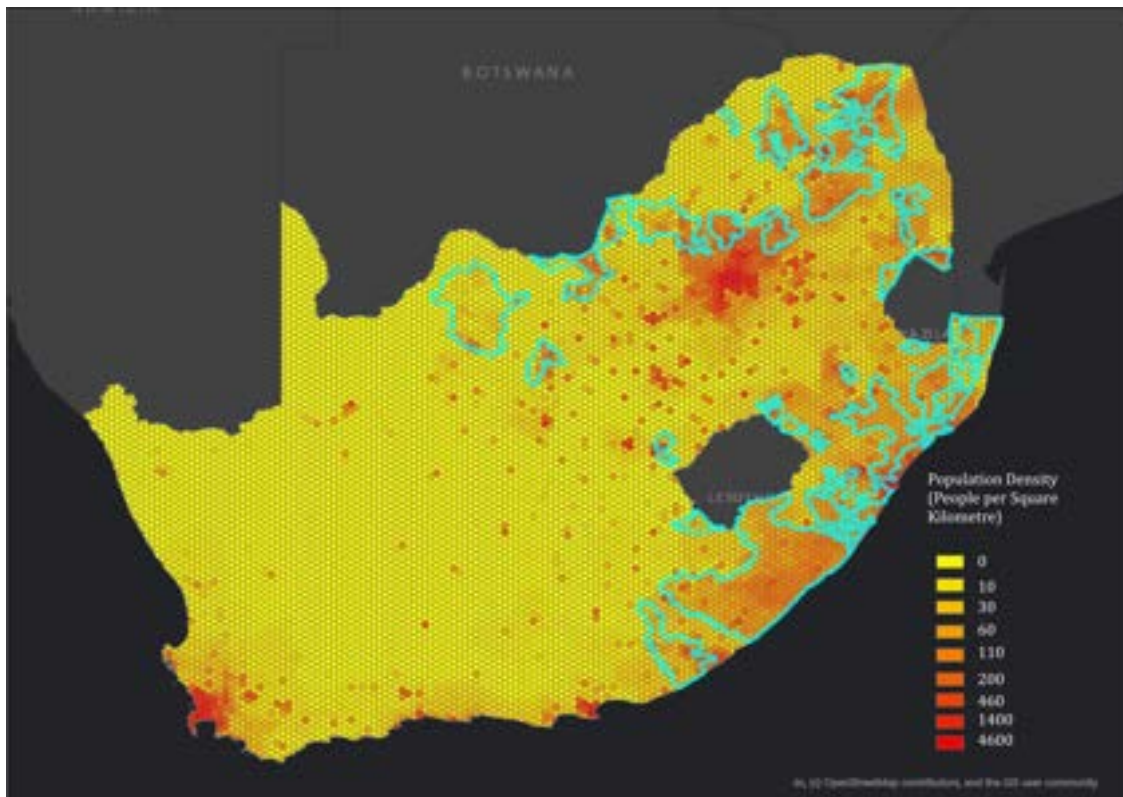 BOTSWANA
LESOTHO
Population Density
(People per Square
Kilometre)
0
10
30
60
110
200
460
1400
4600
(c) OpenStreetMap contributors, and the GIS user community